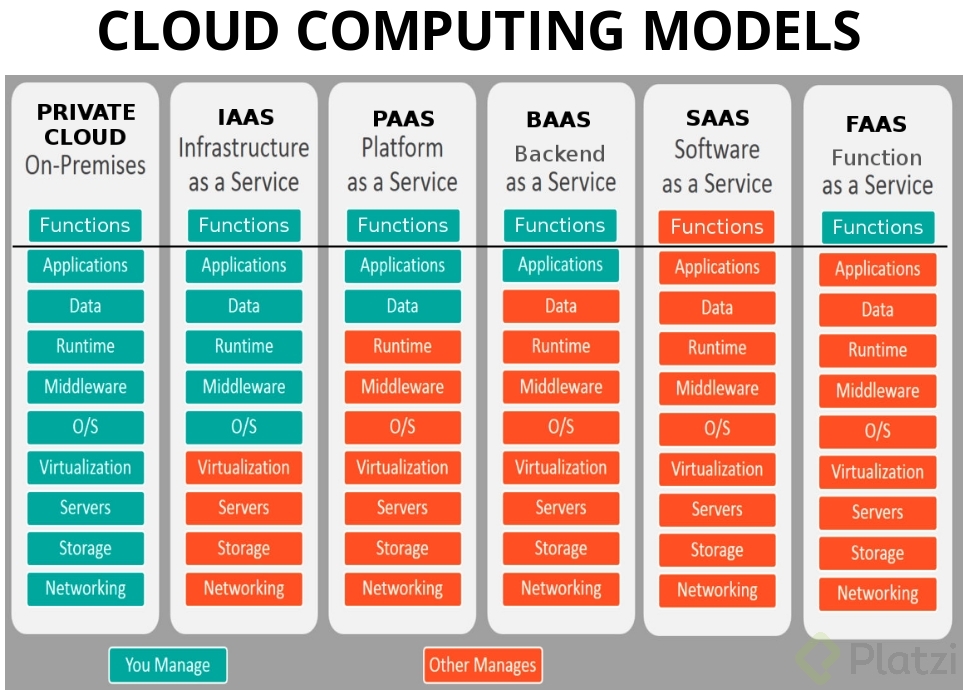 CLOUD COMPUTING MODELS
PRIVATE
CLOUD
On-Premises
Functions
Applications
Data
Runtime
Middleware
O/S
Virtualization
Servers
Storage
Networking
IAAS
Infrastructure
as a Service
Functions
Applications
Data
Runtime
Middleware
O/S
Virtualization
Servers
Storage
Networking
PAAS
Platform
as a Service
Functions
Applications
Data
Runtime
Middleware
O/S
Virtualization
Servers
Storage
Networking
BAAS
Backend
as a Service
Functions
Applications
Data
Runtime
Middleware
O/S
Virtualization
Servers
Storage
Networking
SAAS
Software
as a Service
Functions
Applications
Data
Runtime
Middleware
O/S
Virtualization
Servers
Storage
Networking
FAAS
Function
as a Service
Functions
Applications
Data
Runtime
Middleware
O/S
Virtualization
Servers
Storage
Networking
You Manage
Other Manages
Platzi